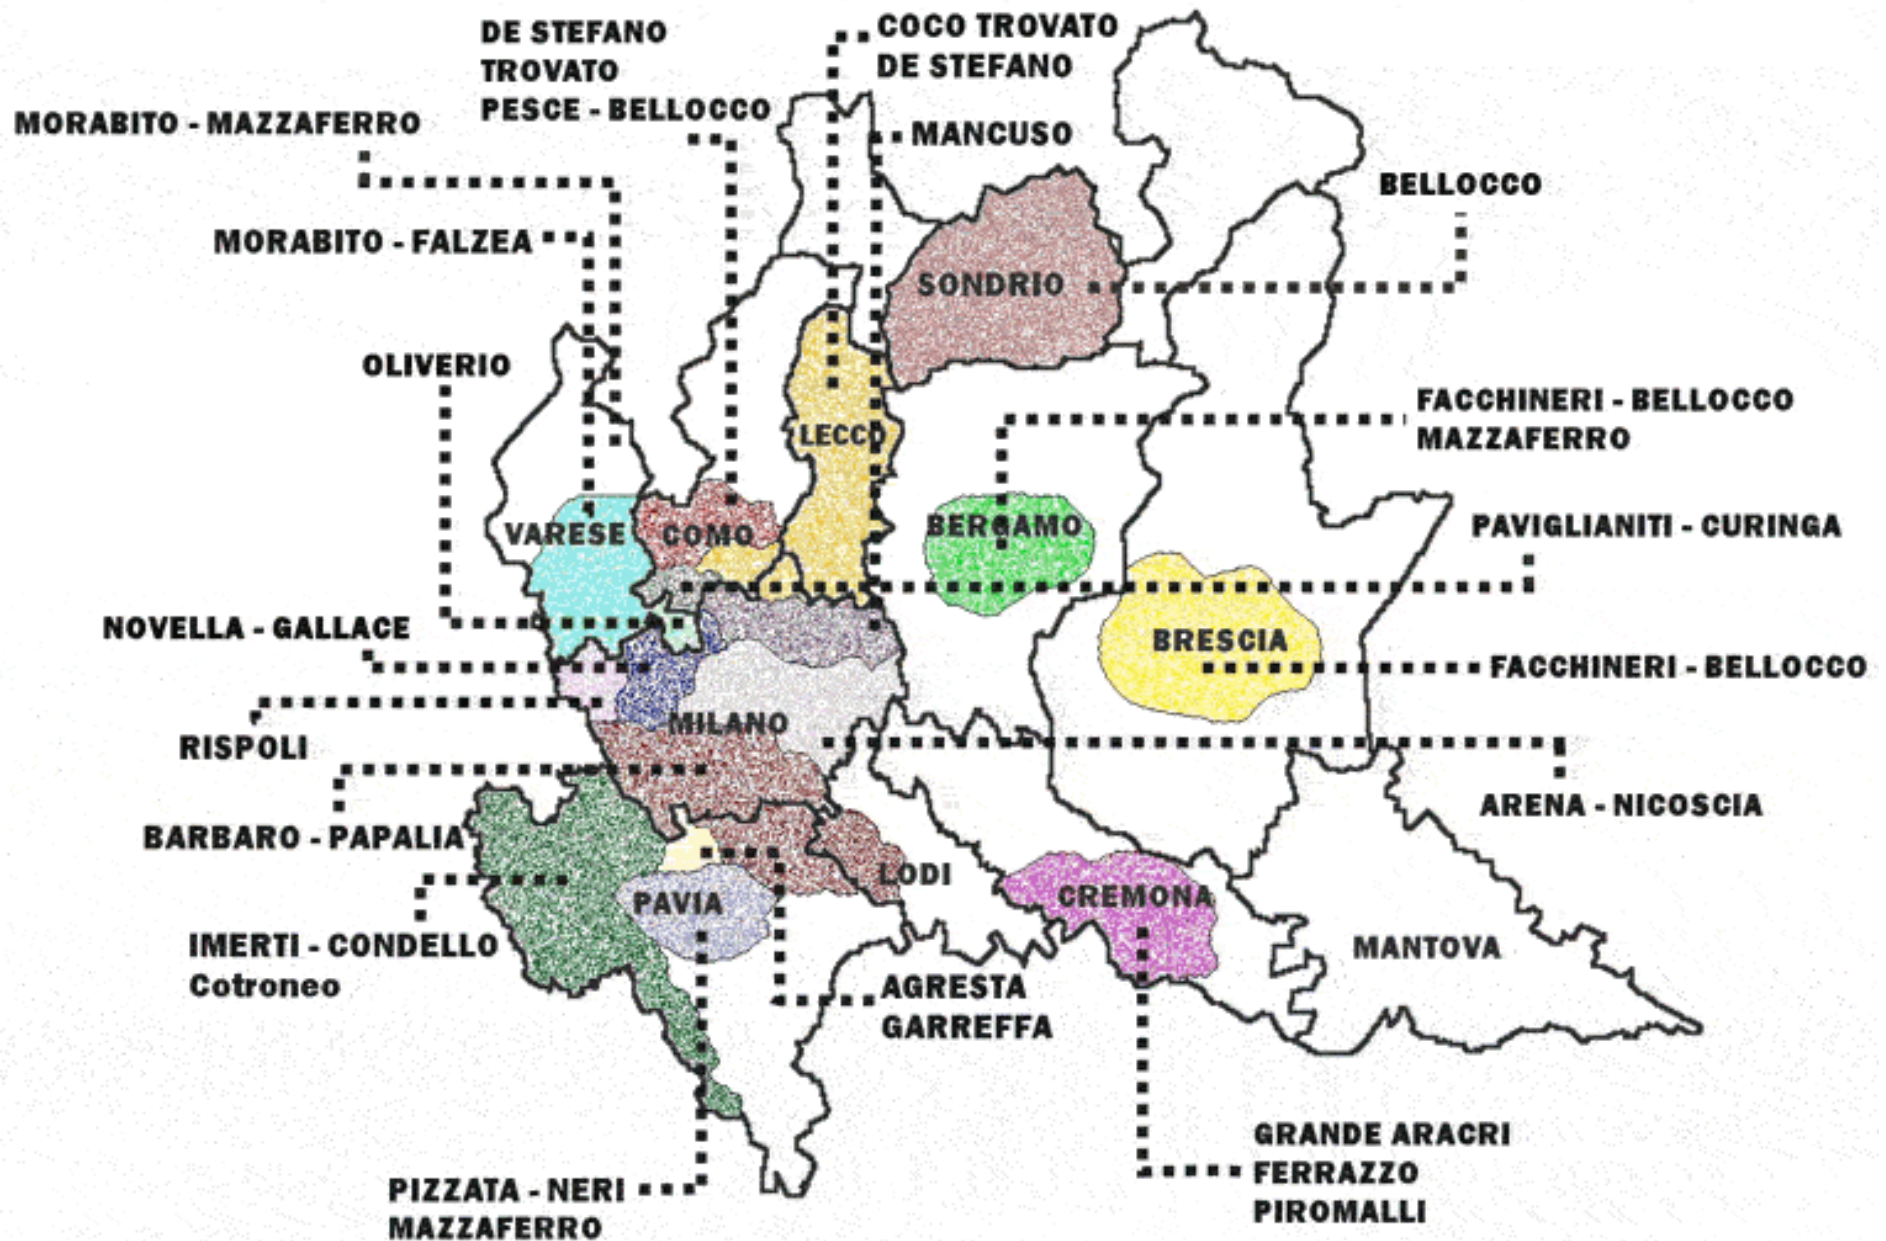 DE STEFANO
TROVATO
PESCE - BELLOCCO
COCO TROVATO
DE STEFANO
MORABITO - MAZZAFERRO
MANCUSO
BELLOCCO
MORABITO - FALZEA
SONDRIO
OLIVERIO
FACCHINERI - BELLOCCO
MAZZAFERRO
LECCO
VARESE
COMO
BERGAMO
PAVIGLIANITI - CURINGA
NOVELLA - GALLACE
BRESCIA
FACCHINERI - BELLOCCO
RISPOLI
MILANO
ARENA - NICOSCIA
BARBARO - PAPALIA
LODI
PAVIA
CREMONA
IMERTI - CONDELLO
Cotroneo
MANTOVA
AGRESTA
GARREFFA
GRANDE ARACRI
FERRAZZO
PIROMALLI
PIZZATA - NERI
MAZZAFERRO